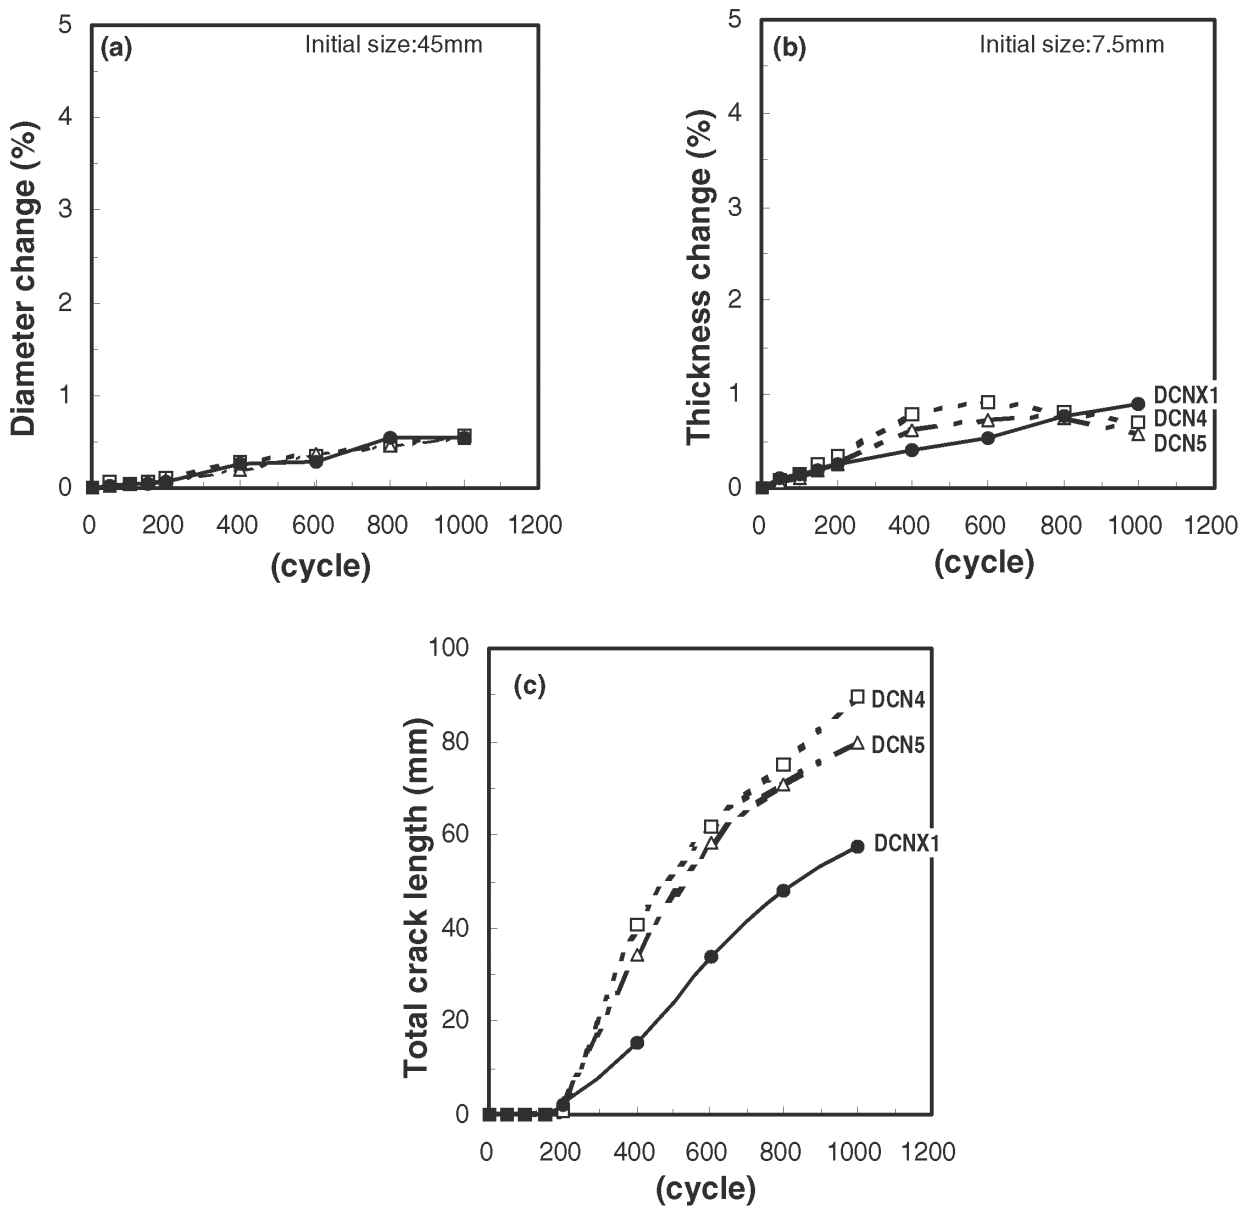 (a)
Initial size:45mm
5
4
3
2
1
0
Diameter change (%)
0 200 400 600 800 1000 1200
(cycle)
(b)
Initial size:7.5mm
5
4
3
2
1
0
Thickness change (%)
DCNX1
DCN4
DCN5
0 200 400 600 800 1000 1200
(cycle)
(c)
100
80
60
40
20
0
Total crack length (mm)
DCN4
DCN5
DCNX1
0 200 400 600 800 1000 1200
(cycle)